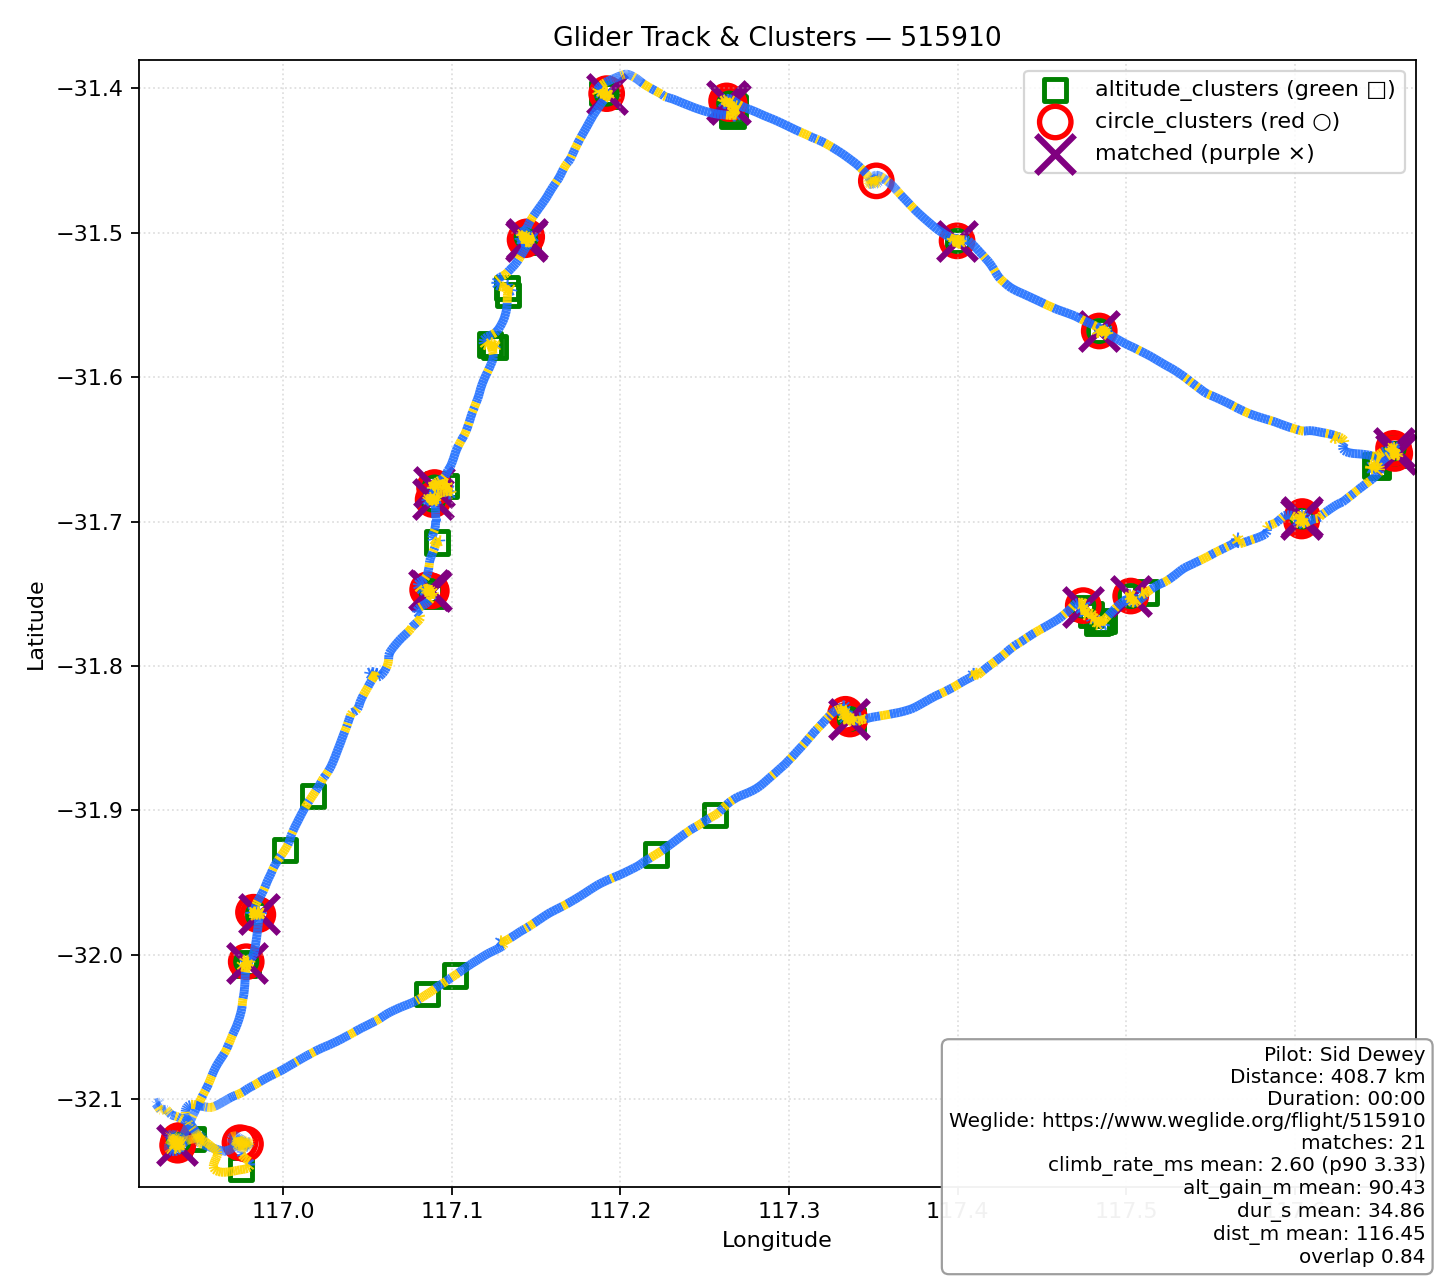 Glider Track & Clusters — 515910
altitude_clusters (green □)
circle_clusters (red ○)
matched (purple ×)
−31.4
−31.5
−31.6
−31.7
−31.8
−31.9
−32.0
−32.1
Latitude
117.0
117.1
117.2
117.3
117.4
117.5
Longitude
Pilot: Sid Dewey
Distance: 408.7 km
Duration: 00:00
Weglide: https://www.weglide.org/flight/515910
matches: 21
climb_rate_ms mean: 2.60 (p90 3.33)
alt_gain_m mean: 90.43
dur_s mean: 34.86
dist_m mean: 116.45
overlap 0.84